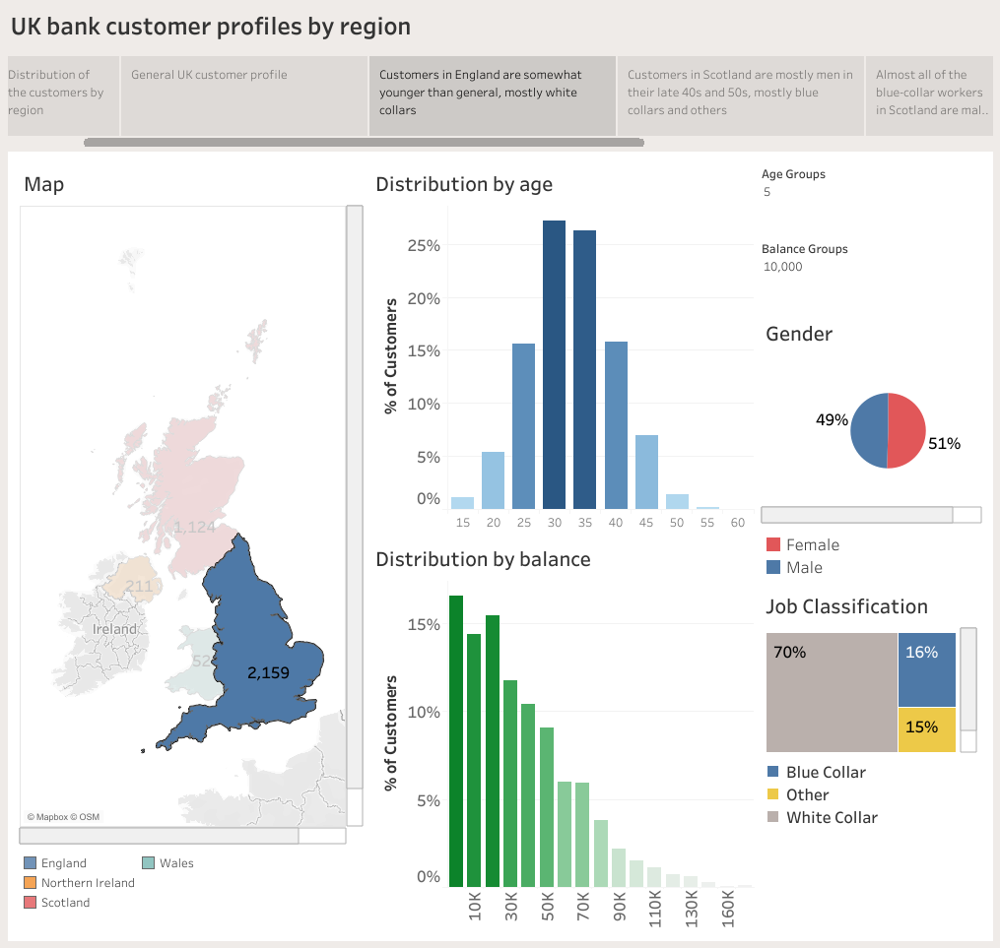 UK bank customer profiles by region
Distribution of
the customers by
region
General UK customer profile
Customers in England are somewhat
younger than general, mostly white
collars
Customers in Scotland are mostly men in
their late 40s and 50s, mostly blue
collars and others
Almost all of the
blue-collar workers
in Scotland are mal..
Map
1,124
211
Ireland
52
2,159
© Mapbox © OSM
England
Wales
Northern Ireland
Scotland
Distribution by age
% of Customers
25%
20%
15%
10%
5%
0%
15 20 25 30 35 40 45 50 55 60
Distribution by balance
% of Customers
15%
10%
5%
0%
10K 30K 50K 70K 90K 110K 130K 160K
Age Groups
5
Balance Groups
10,000
Gender
49%
51%
Female
Male
Job Classification
70%
16%
15%
Blue Collar
Other
White Collar